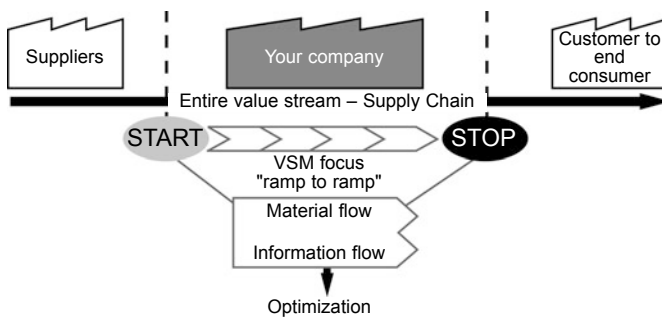 Suppliers
Your company
Customer to
end
consumer
Entire value stream – Supply Chain
START
STOP
VSM focus
"ramp to ramp"
Material flow
Information flow
Optimization